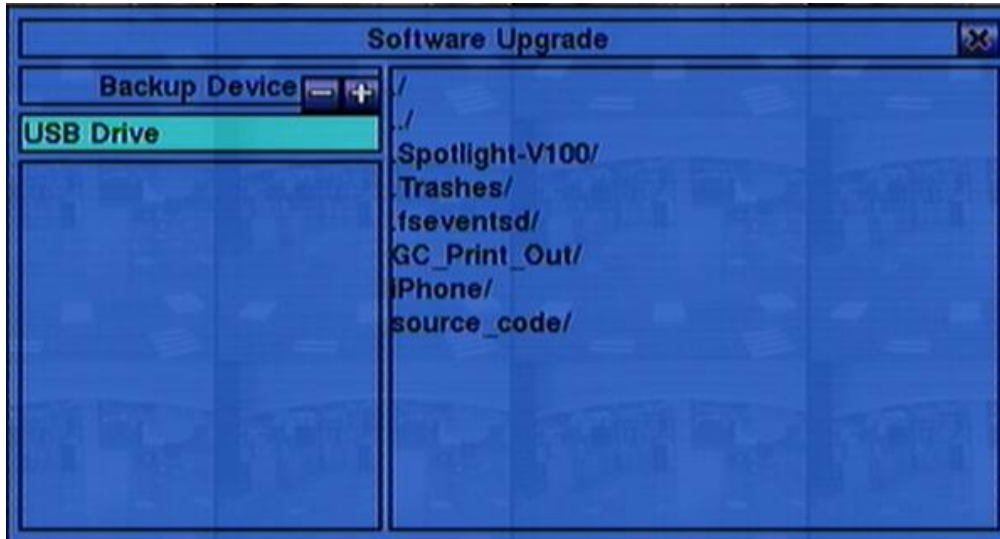 Software Upgrade
Backup Device
USB Drive
./
../
.Spotlight-V100/
.Trashes/
.fseventsd/
GC_Print_Out/
iPhone/
source_code/